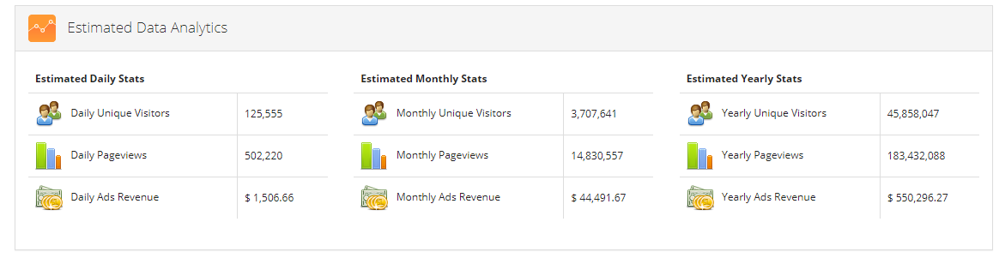 Estimated Data Analytics
Estimated Daily Stats
Daily Unique Visitors 125,555
Daily Pageviews 502,220
Daily Ads Revenue $ 1,506.66
Estimated Monthly Stats
Monthly Unique Visitors 3,707,641
Monthly Pageviews 14,830,557
Monthly Ads Revenue $ 44,491.67
Estimated Yearly Stats
Yearly Unique Visitors 45,858,047
Yearly Pageviews 183,432,088
Yearly Ads Revenue $ 550,296.27